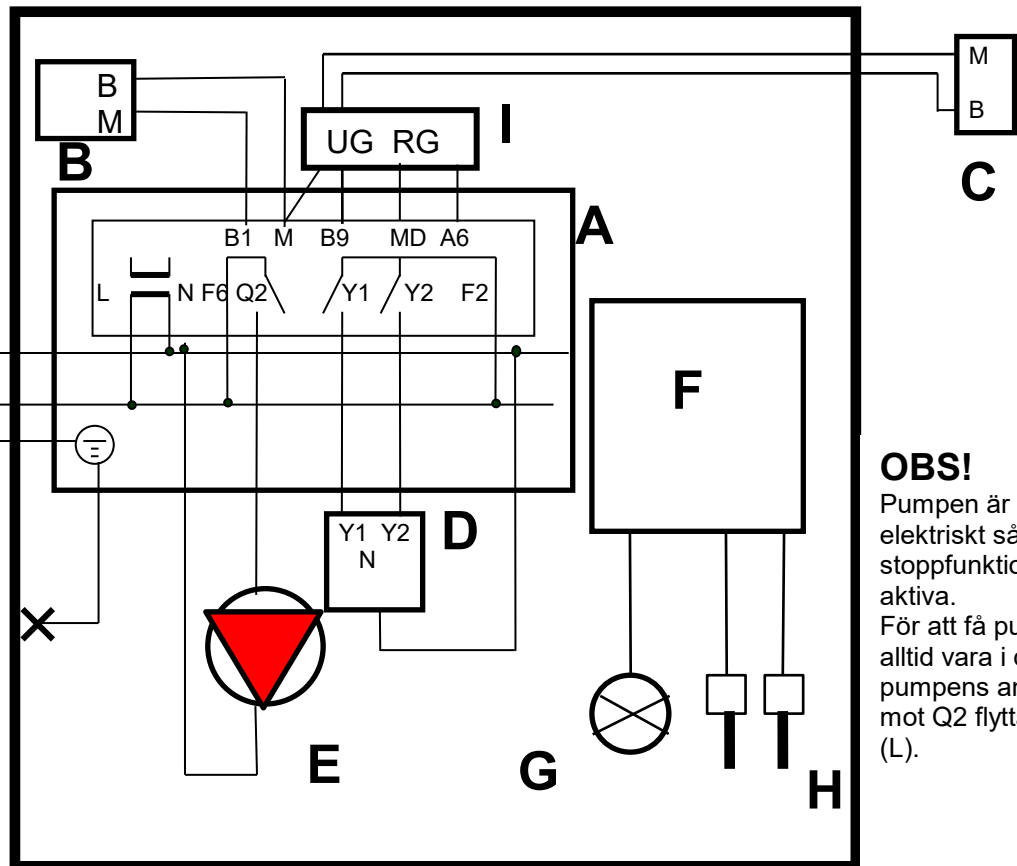 B
M
B
I
UG RG
M
B
C
A
B1 M B9 MD A6
L N F6 Q2 Y1 Y2 F2
F
D
Y1 Y2
N
E
G
H
OBS!
Pumpen är
elektriskt så
stoppfunktio
aktiva.
För att få pu
alltid vara i
pumpens
mot Q2 flytt
(L).